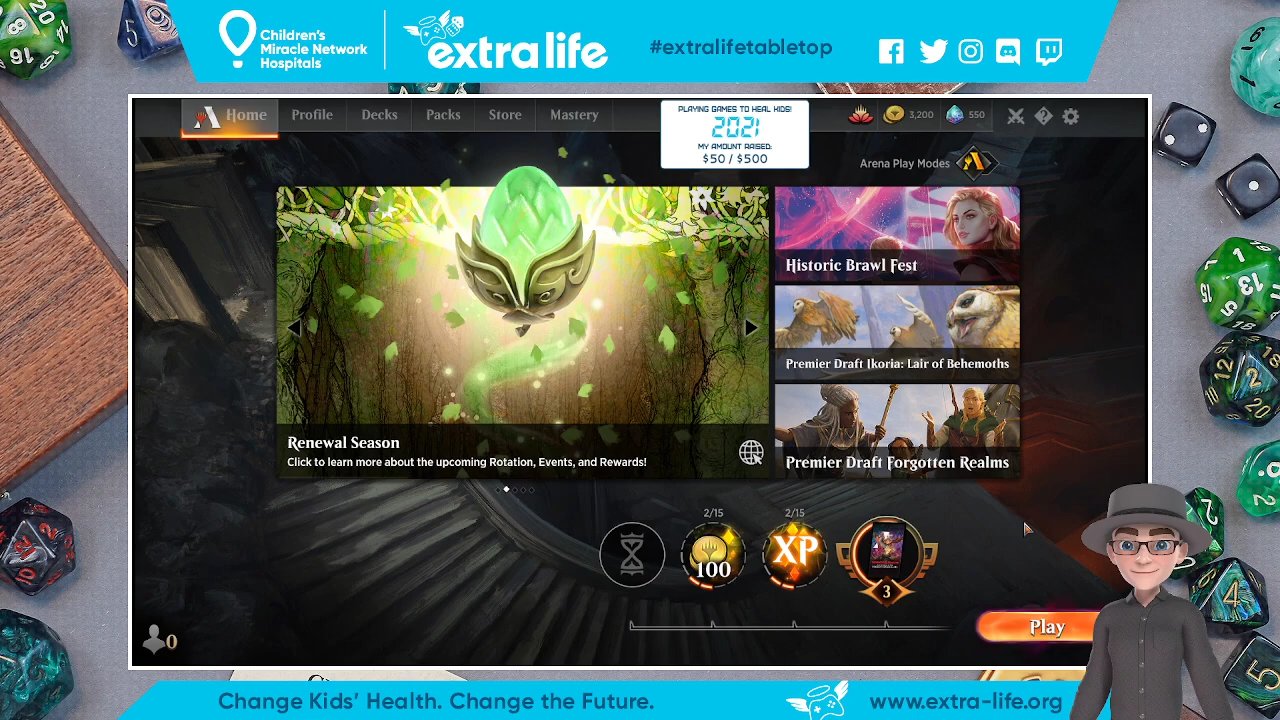 Children's
Miracle Network
Hospitals
extra life
#extralifetabletop
Home
Profile
Decks
Packs
Store
Mastery
PLAYING GAMES TO HEAL KIDS!
2021
MY AMOUNT RAISED:
$50 / $500
3,200
550
Arena Play Modes
Historic Brawl Fest
Premier Draft Ikoria: Lair of Behemoths
Premier Draft Forgotten Realms
Renewal Season
Click to learn more about the upcoming Rotation, Events, and Rewards!
2/15
2/15
100
XP
3
Play
0
Change Kids' Health. Change the Future.
www.extra-life.org